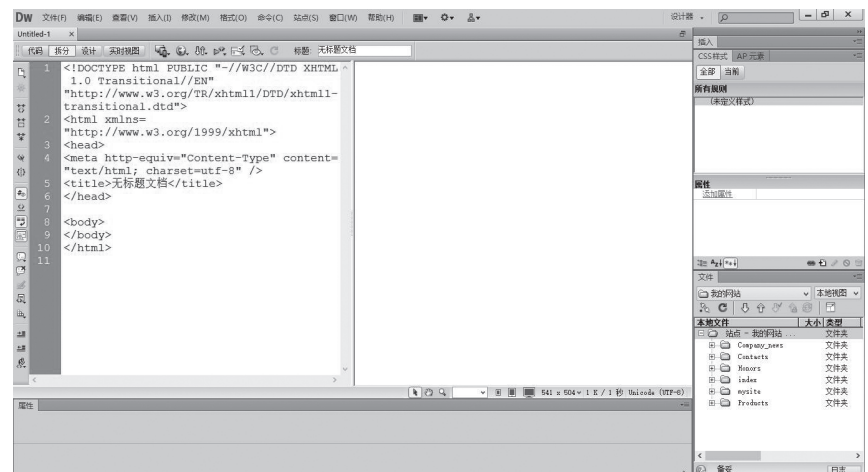 DW 文件(F) 编辑(E) 查看(V) 插入(I) 修改(M) 格式(O) 命令(C) 站点(S) 窗口(W) 帮助(H) 设计器
Untitled-1 ×
代码 拆分 设计 实时视图 标题: 无标题文档
1 <!DOCTYPE html PUBLIC "-//W3C//DTD XHTML
1.0 Transitional//EN"
"http://www.w3.org/TR/xhtml1/DTD/xhtml1-
transitional.dtd">
2 <html xmlns=
"http://www.w3.org/1999/xhtml">
3 <head>
4 <meta http-equiv="Content-Type" content=
"text/html; charset=utf-8" />
5 <title>无标题文档</title>
6 </head>
7
8 <body>
9 </body>
10 </html>
11
541 x 504 1 K / 1 秒 Unicode (UTF-8)
属性
插入
CSS样式 AP 元素
全部 当前
所有规则
(未定义样式)
属性
添加属性
文件
我的网站 本地视图
本地文件 大小 类型
站点 - 我的网站 ... 文件夹
Company_news 文件夹
Contacts 文件夹
Honors 文件夹
index 文件夹
mysite 文件夹
Products 文件夹
备妥 日志